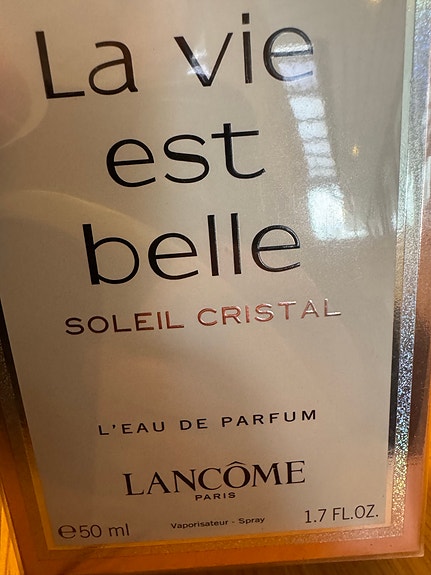 La vie
est
belle
SOLEIL CRISTAL
L'EAU DE PARFUM
LANCÔME
PARIS
℮50 ml Vaporisateur - Spray 1.7 FL.OZ.